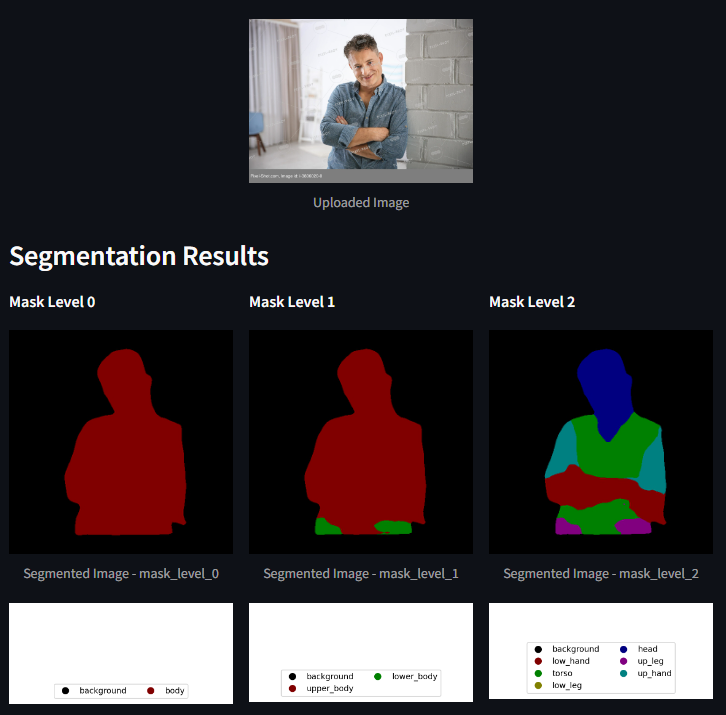 Uploaded Image
Segmentation Results
Mask Level 0
Mask Level 1
Mask Level 2
Segmented Image - mask_level_0
Segmented Image - mask_level_1
Segmented Image - mask_level_2
background body
background lower_body
upper_body
background head
low_hand up_leg
torso up_hand
low_leg